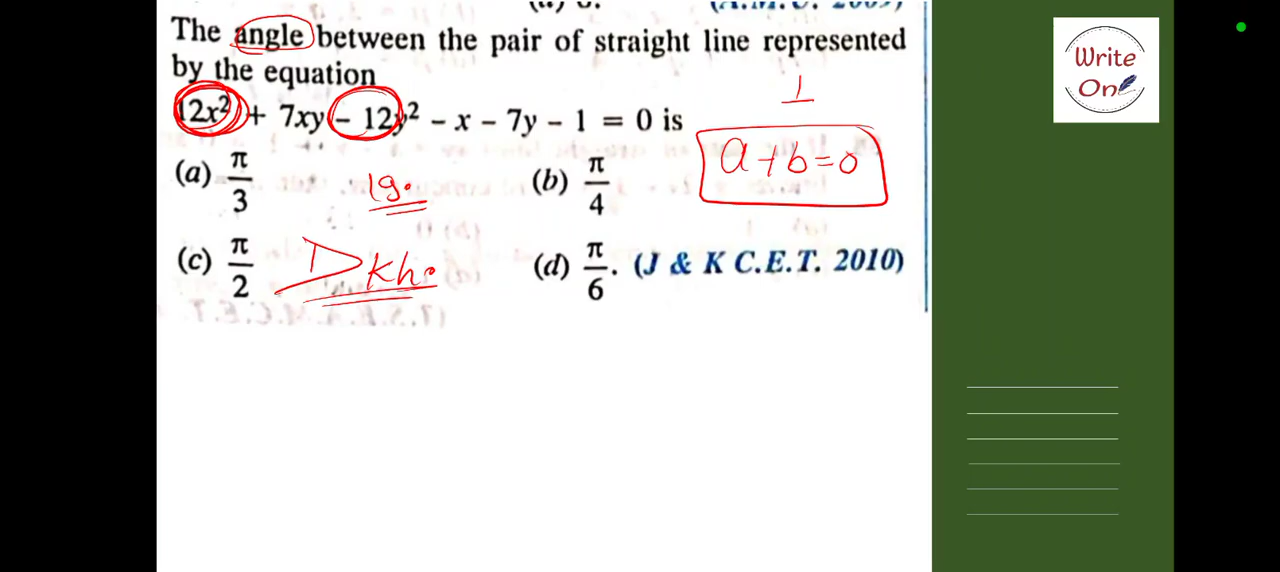 The angle between the pair of straight line represented
by the equation
12x² + 7xy − 12y² − x − 7y − 1 = 0 is
(a) π/3 (b) π/4
(c) π/2 (d) π/6. (J & K C.E.T. 2010)
⊥
a + b = 0
Write
On